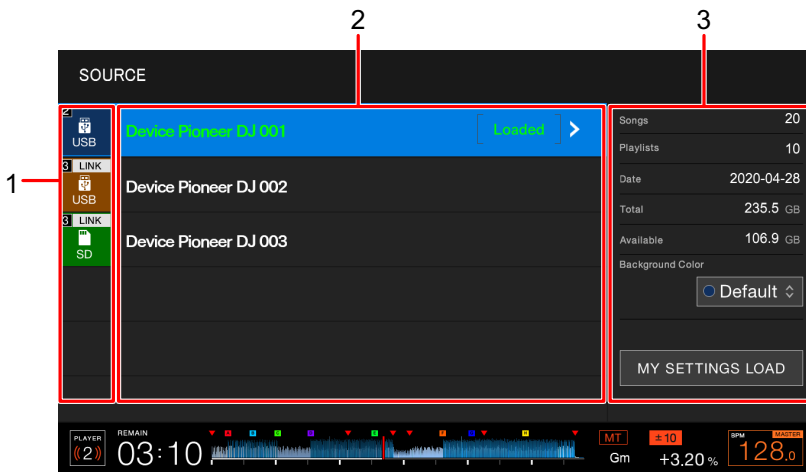 2
3
SOURCE
1
2
USB
Device Pioneer DJ 001
Loaded
3 LINK
USB
Device Pioneer DJ 002
3 LINK
SD
Device Pioneer DJ 003
Songs 20
Playlists 10
Date 2020-04-28
Total 235.5 GB
Available 106.9 GB
Background Color
Default
MY SETTINGS LOAD
PLAYER
2
REMAIN
03:10
A B C D E F G H
MT
Gm
±10
+3.20 %
BPM MASTER
128.0